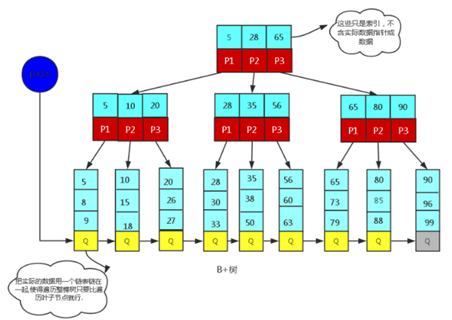 5 28 65
P1 P2 P3
这些只是索引，不
含实际数据指针或
数据
5 10 20
P1 P2 P3
28 35 56
P1 P2 P3
65 80 90
P1 P2 P3
5 10 20 28 35 56 65 80 90
8 15 26 30 38 60 73 85 96
9 18 27 33 50 63 79 88 99
Q Q Q Q Q Q Q Q Q
B+树
把实际的数据用一个链表链在
一起,使得遍历整棵树只要比遍
历叶子节点就行.